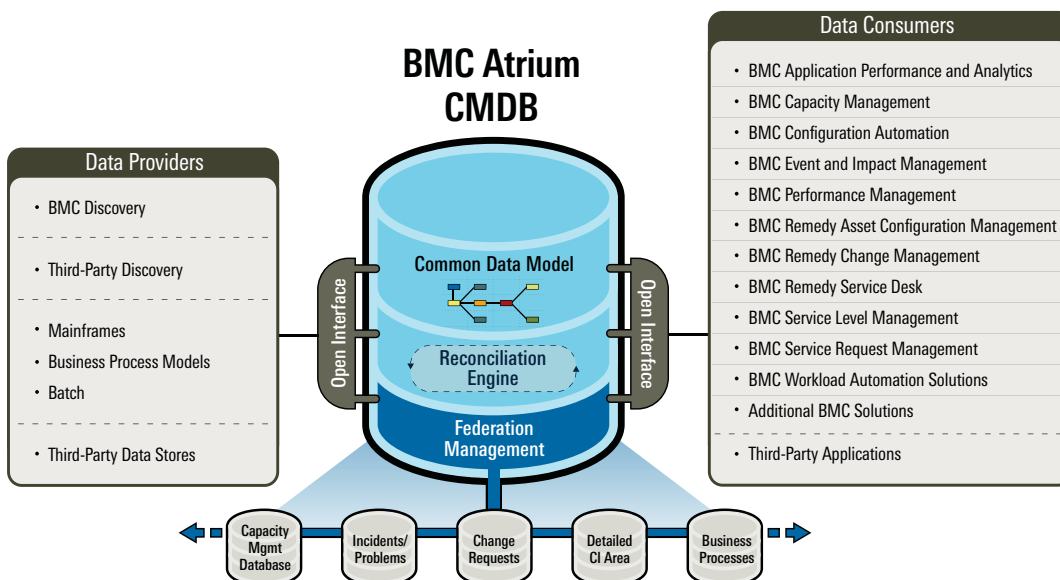 BMC Atrium
CMDB
Data Providers
• BMC Discovery
• Third-Party Discovery
• Mainframes
• Business Process Models
• Batch
• Third-Party Data Stores
Open Interface
Common Data Model
Reconciliation
Engine
Federation
Management
Open Interface
Data Consumers
• BMC Application Performance and Analytics
• BMC Capacity Management
• BMC Configuration Automation
• BMC Event and Impact Management
• BMC Performance Management
• BMC Remedy Asset Configuration Management
• BMC Remedy Change Management
• BMC Remedy Service Desk
• BMC Service Level Management
• BMC Service Request Management
• BMC Workload Automation Solutions
• Additional BMC Solutions
• Third-Party Applications
Capacity
Mgmt
Database
Incidents/
Problems
Change
Requests
Detailed
CI Area
Business
Processes